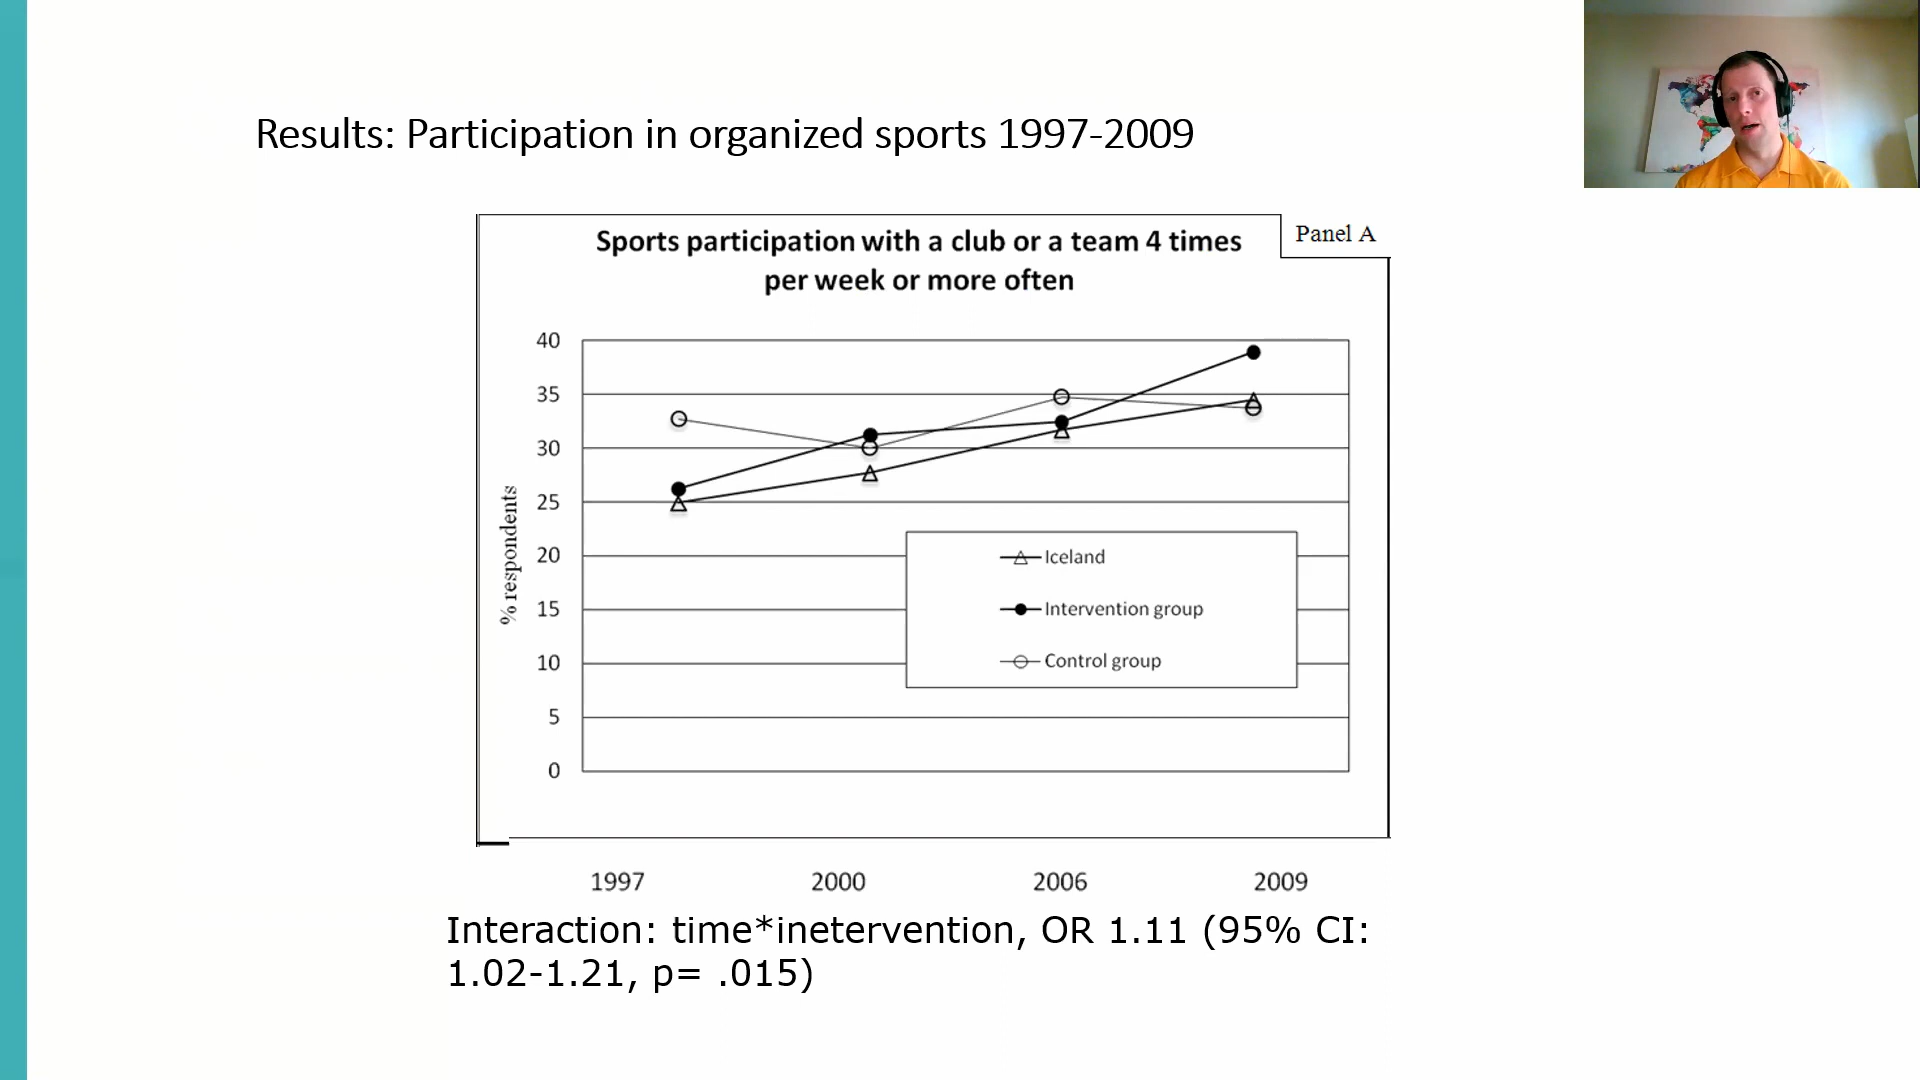 Results: Participation in organized sports 1997-2009
Panel A
Sports participation with a club or a team 4 times
per week or more often
40
35
30
25
20
15
10
5
0
% respondents
Iceland
Intervention group
Control group
1997 2000 2006 2009
Interaction: time*inetervention, OR 1.11 (95% CI:
1.02-1.21, p= .015)